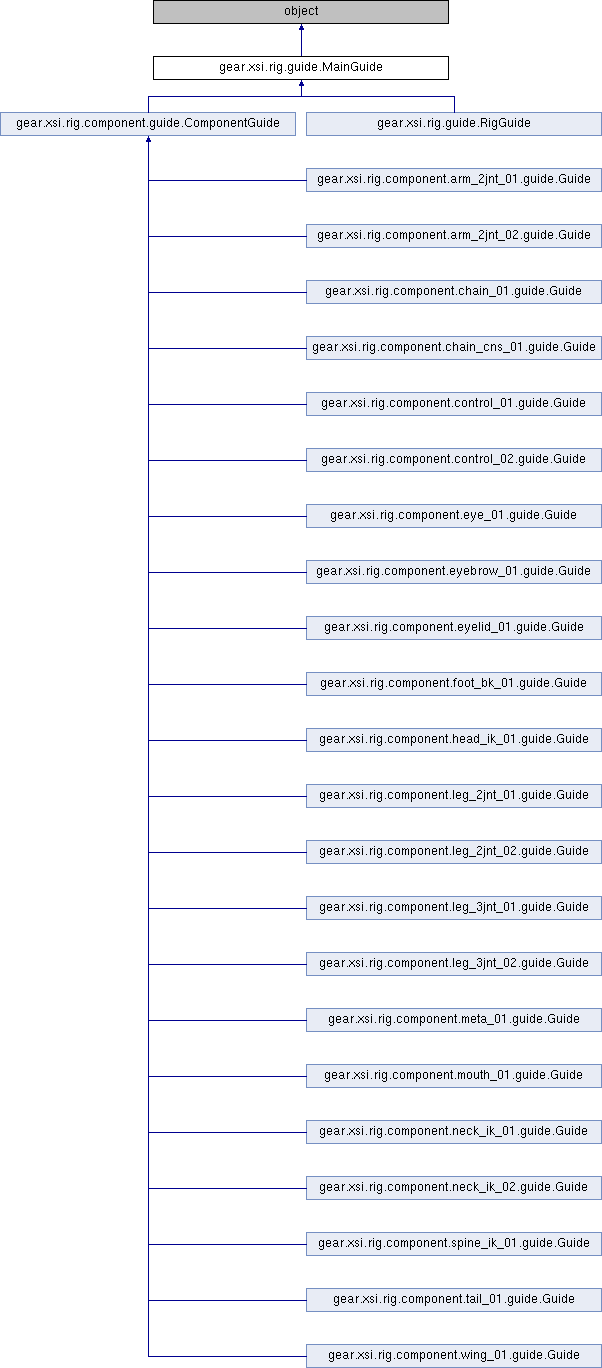 object
gear.xsi.rig.guide.MainGuide
gear.xsi.rig.component.guide.ComponentGuide
gear.xsi.rig.guide.RigGuide
gear.xsi.rig.component.arm_2jnt_01.guide.Guide
gear.xsi.rig.component.arm_2jnt_02.guide.Guide
gear.xsi.rig.component.chain_01.guide.Guide
gear.xsi.rig.component.chain_cns_01.guide.Guide
gear.xsi.rig.component.control_01.guide.Guide
gear.xsi.rig.component.control_02.guide.Guide
gear.xsi.rig.component.eye_01.guide.Guide
gear.xsi.rig.component.eyebrow_01.guide.Guide
gear.xsi.rig.component.eyelid_01.guide.Guide
gear.xsi.rig.component.foot_bk_01.guide.Guide
gear.xsi.rig.component.head_ik_01.guide.Guide
gear.xsi.rig.component.leg_2jnt_01.guide.Guide
gear.xsi.rig.component.leg_2jnt_02.guide.Guide
gear.xsi.rig.component.leg_3jnt_01.guide.Guide
gear.xsi.rig.component.leg_3jnt_02.guide.Guide
gear.xsi.rig.component.meta_01.guide.Guide
gear.xsi.rig.component.mouth_01.guide.Guide
gear.xsi.rig.component.neck_ik_01.guide.Guide
gear.xsi.rig.component.neck_ik_02.guide.Guide
gear.xsi.rig.component.spine_ik_01.guide.Guide
gear.xsi.rig.component.tail_01.guide.Guide
gear.xsi.rig.component.wing_01.guide.Guide